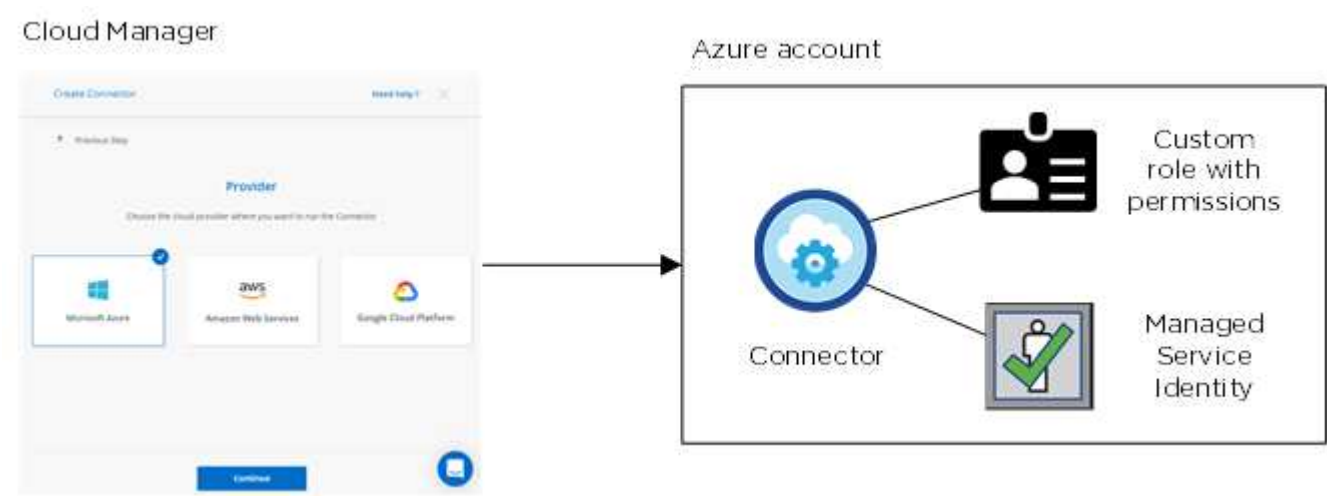 Cloud Manager
Create Connector
Need help?
Previous Step
Provider
Choose the cloud provider where you want to run the Connector
Microsoft Azure
aws
Amazon Web Services
Google Cloud Platform
Continue
Azure account
Connector
Custom
role with
permissions
Managed
Service
Identity